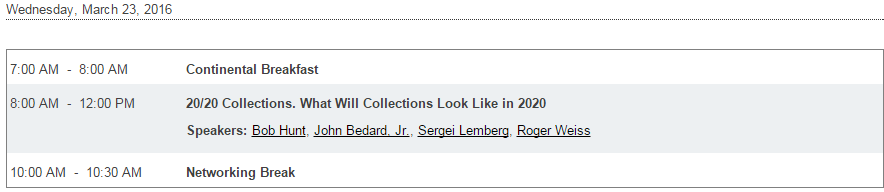 Wednesday, March 23, 2016
7:00 AM - 8:00 AM Continental Breakfast
8:00 AM - 12:00 PM 20/20 Collections. What Will Collections Look Like in 2020
Speakers: Bob Hunt, John Bedard, Jr., Sergei Lemberg, Roger Weiss
10:00 AM - 10:30 AM Networking Break